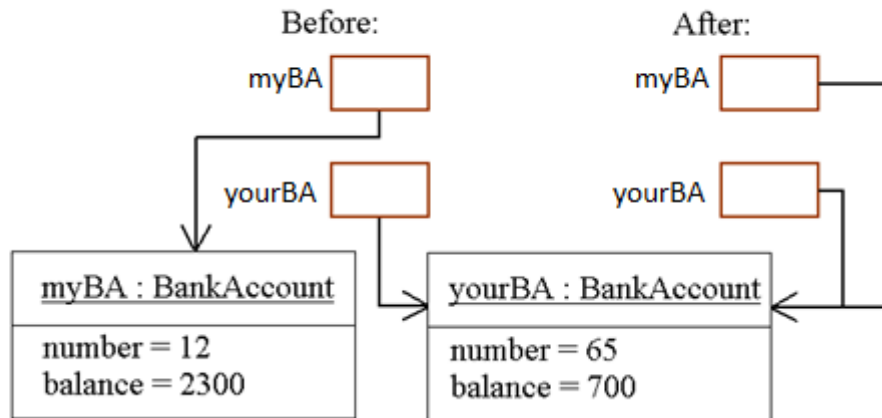 Before:
After:
myBA
myBA
yourBA
yourBA
myBA : BankAccount
number = 12
balance = 2300
yourBA : BankAccount
number = 65
balance = 700